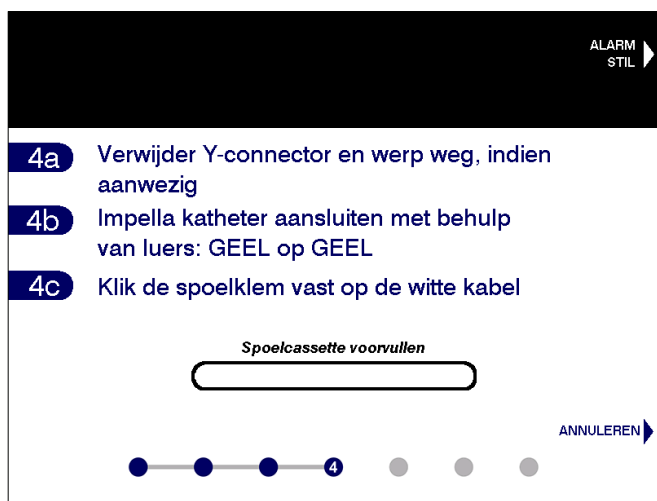 ALARM
STIL
4a Verwijder Y-connector en werp weg, indien
aanwezig
4b Impella katheter aansluiten met behulp
van luers: GEEL op GEEL
4c Klik de spoelklem vast op de witte kabel
Spoelcassette voorvullen
ANNULEREN
4